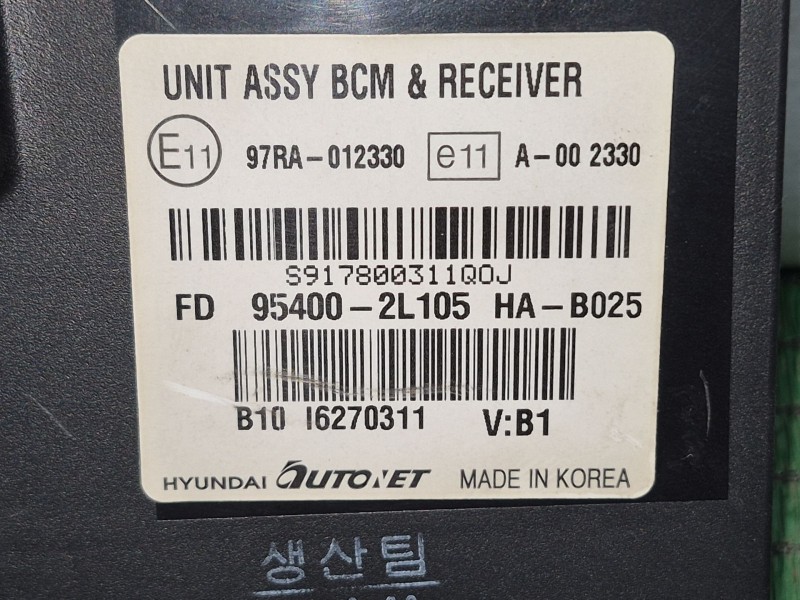 UNIT ASSY BCM & RECEIVER
E11 97RA-012330 e11 A-00 2330
S917800311QOJ
FD 95400-2L105 HA-B025
B10 I6270311 V:B1
HYUNDAI AUTONET MADE IN KOREA
생산팀